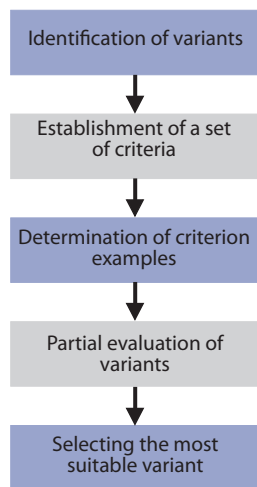 Identification of variants
Establishment of a set
of criteria
Determination of criterion
examples
Partial evaluation of
variants
Selecting the most
suitable variant